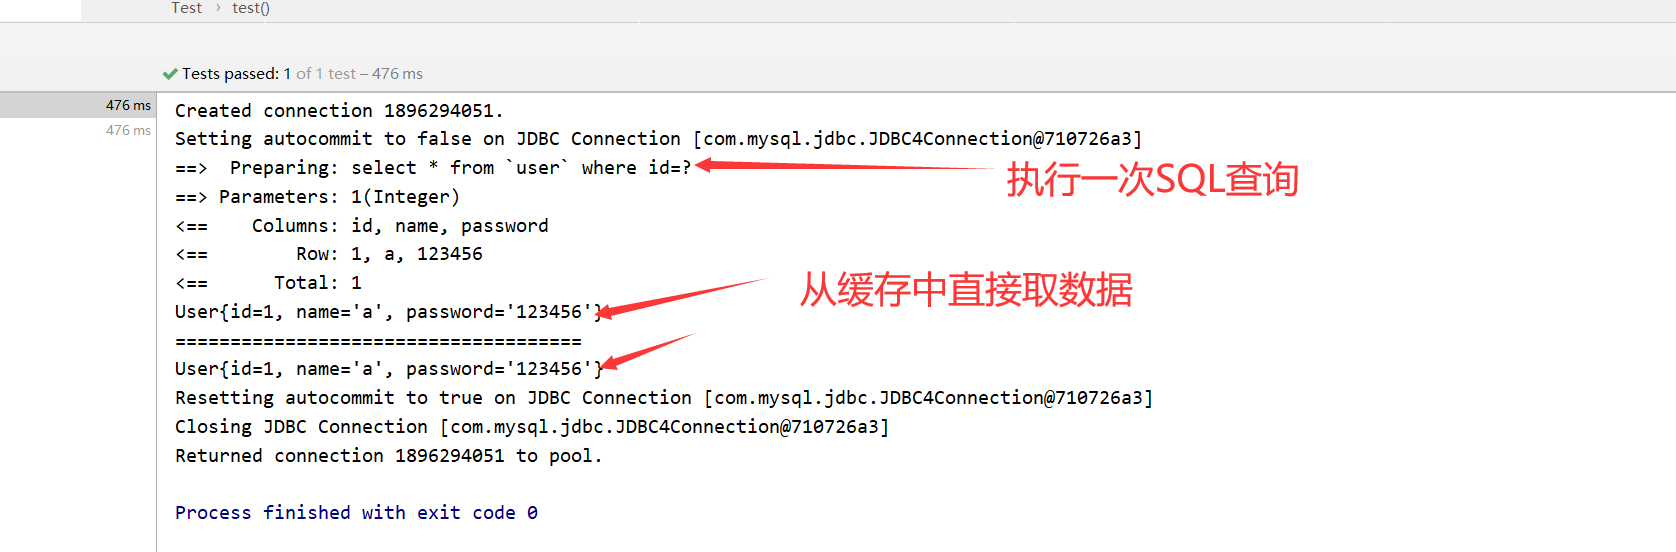 Test › test()
Tests passed: 1 of 1 test – 476 ms
476 ms
476 ms
Created connection 1896294051.
Setting autocommit to false on JDBC Connection [com.mysql.jdbc.JDBC4Connection@710726a3]
==>  Preparing: select * from `user` where id=?
执行一次SQL查询
==> Parameters: 1(Integer)
<==    Columns: id, name, password
<==        Row: 1, a, 123456
<==      Total: 1
从缓存中直接取数据
User{id=1, name='a', password='123456'}
=====================================
User{id=1, name='a', password='123456'}
Resetting autocommit to true on JDBC Connection [com.mysql.jdbc.JDBC4Connection@710726a3]
Closing JDBC Connection [com.mysql.jdbc.JDBC4Connection@710726a3]
Returned connection 1896294051 to pool.
Process finished with exit code 0